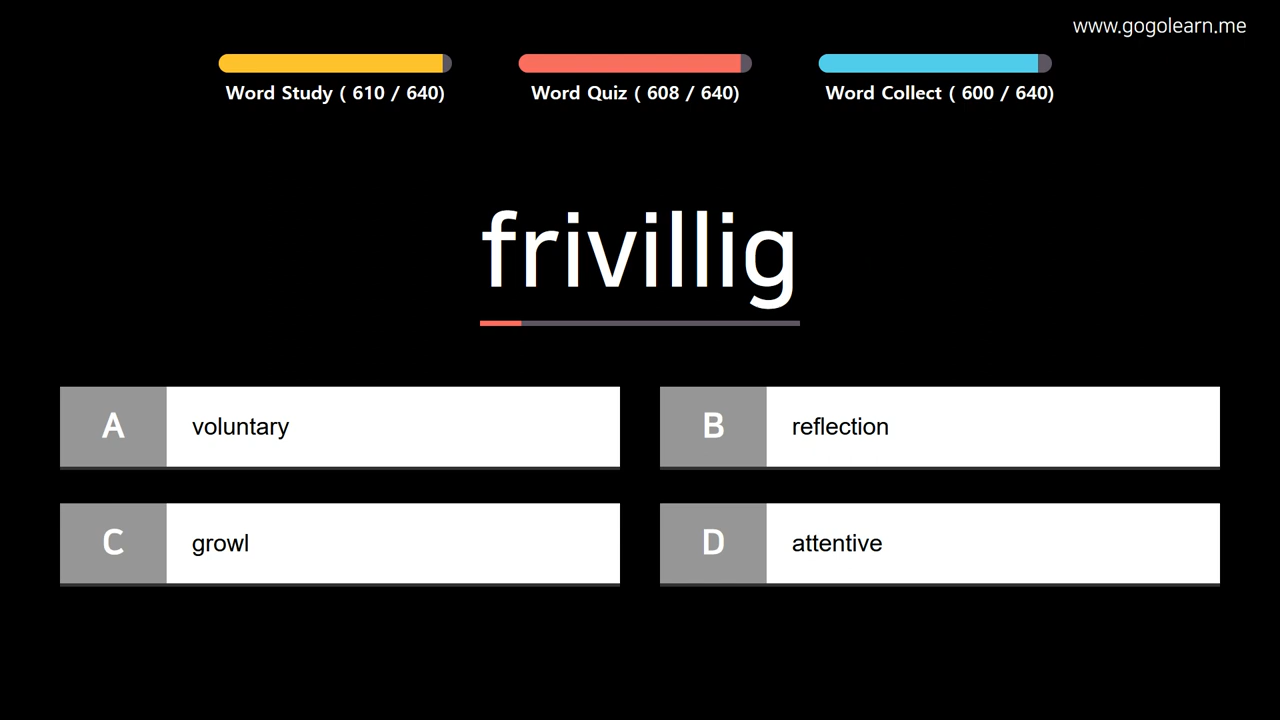 www.gogolearn.me
Word Study ( 610 / 640)
Word Quiz ( 608 / 640)
Word Collect ( 600 / 640)
frivillig
A voluntary
B reflection
C growl
D attentive